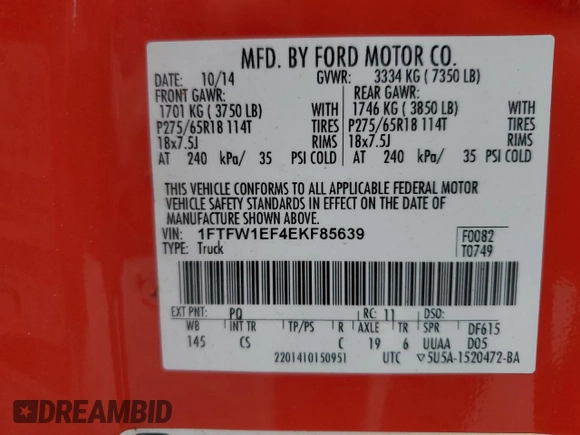 MFD. BY FORD MOTOR CO.
DATE: 10/14 GVWR: 3334 KG ( 7350 LB)
FRONT GAWR: REAR GAWR:
1701 KG ( 3750 LB) WITH 1746 KG ( 3850 LB) WITH
P275/65R18 114T TIRES P275/65R18 114T TIRES
18x7.5J RIMS 18x7.5J RIMS
AT 240 kPa/ 35 PSI COLD AT 240 kPa/ 35 PSI COLD
THIS VEHICLE CONFORMS TO ALL APPLICABLE FEDERAL MOTOR
VEHICLE SAFETY AND BUMPER STANDARDS IN EFFECT ON THE DATE OF
MANUFACTURE SHOWN ABOVE.
VIN: 1FTFW1EF4EKF85639 F0082
TYPE: Truck T0749
EXT PNT: PQ RC: 11 DSO:
WB INT TR TP/PS R AXLE TR SPR DF615
145 CS C 19 6 UUAA D05
2201410150951 UTC ▽5U5A-1520472-BA
DREAMBID